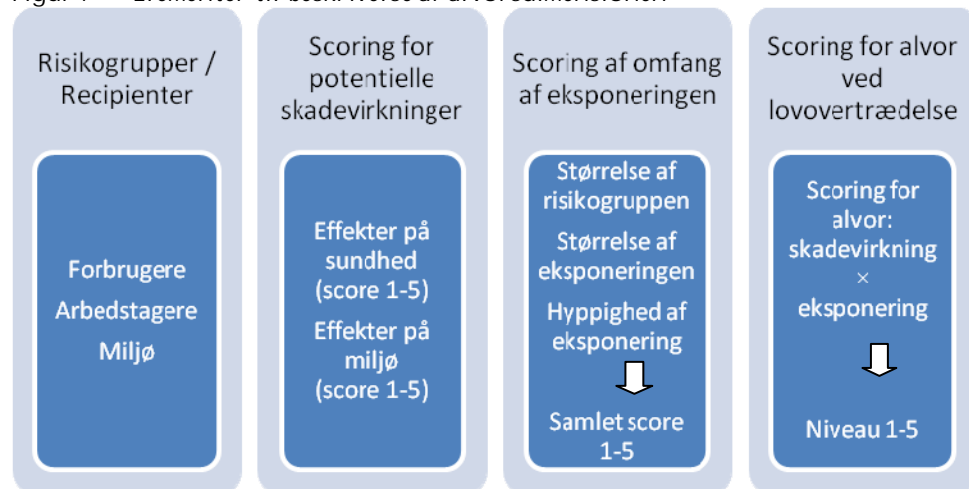 Risikogrupper /
Recipienter
Forbrugere
Arbedstagere
Miljø
Scoring for
potentielle
skadevirkninger
Effekter på
sundhed
(score 1-5)
Effekter på
miljø
(score 1-5)
Scoring af omfang
af eksponeringen
Størrelse af
risikogruppen
Størrelse af
eksponeringen
Hyppighed af
eksponering
Samlet score
1-5
Scoring for alvor
ved
lovovertrædelse
Scoring for
alvor:
skadevirkning
×
eksponering
Niveau 1-5